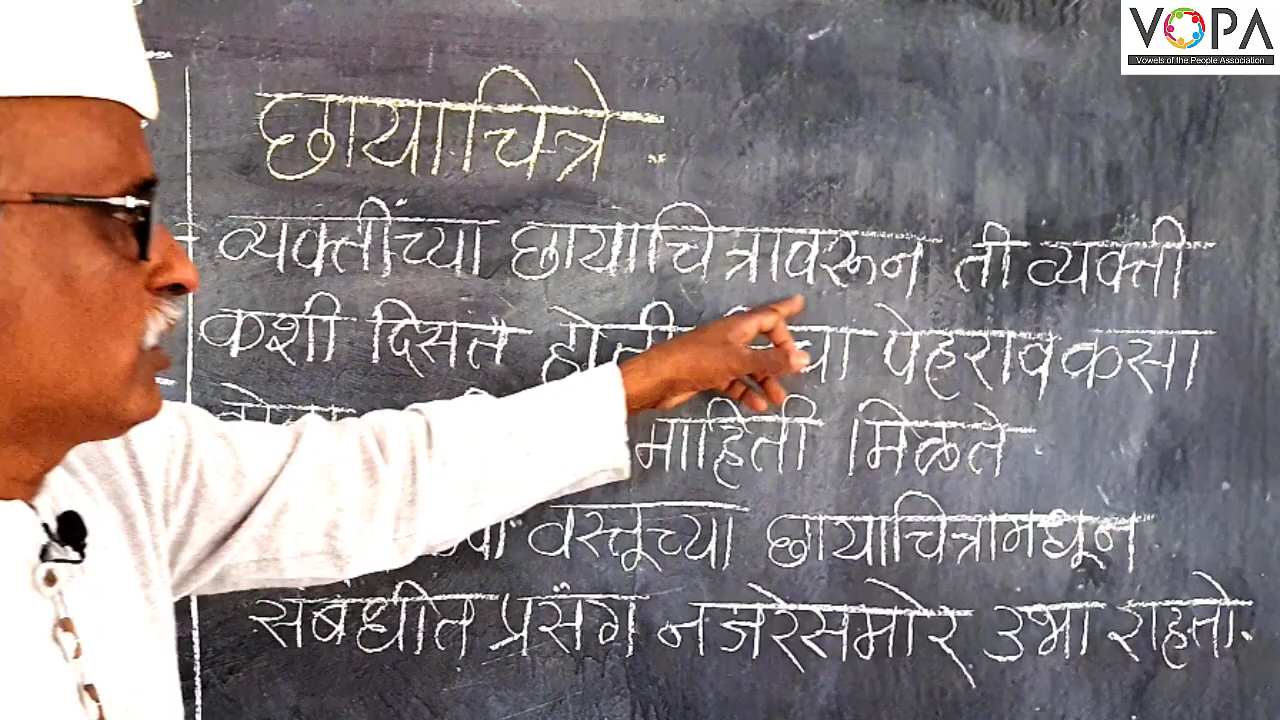 VOPA
Vowels of the People Association
छायाचित्रे.
व्यक्तींच्या छायाचित्रावरून ती व्यक्ती
कशी दिसत होती पेहराव कसा
माहिती मिळते.
वस्तूच्या छायाचित्रामधून
संबंधीत प्रसंग नजरेसमोर उभा राहतो.